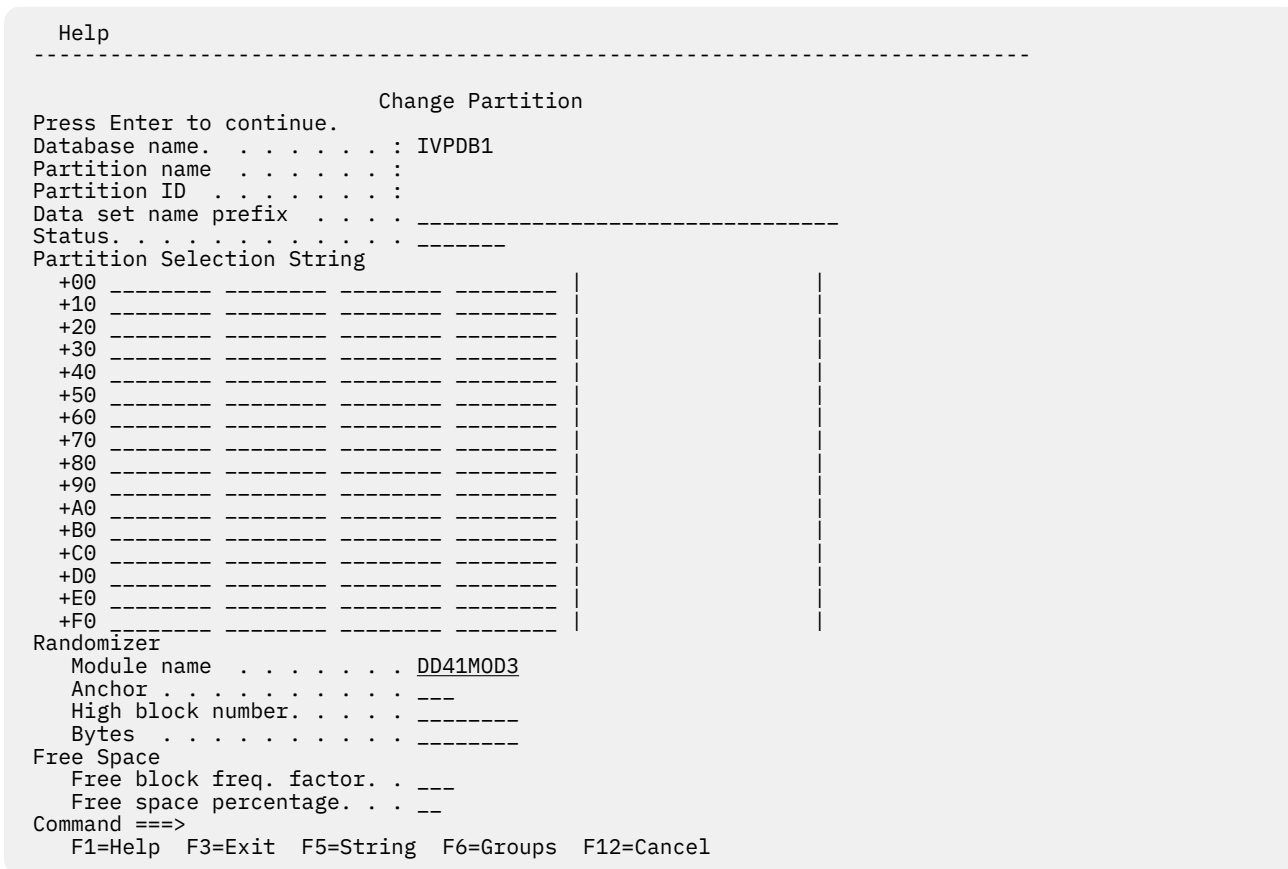 Help
-------------------------------------------------------------------------------
Change Partition
Press Enter to continue.
Database name. . . . . . . : IVPDB1
Partition name . . . . . . :
Partition ID . . . . . . . :
Data set name prefix . . . . _________________________________
Status. . . . . . . . . . . . _______
Partition Selection String
+00 ________ ________ ________ ________ | |
+10 ________ ________ ________ ________ | |
+20 ________ ________ ________ ________ | |
+30 ________ ________ ________ ________ | |
+40 ________ ________ ________ ________ | |
+50 ________ ________ ________ ________ | |
+60 ________ ________ ________ ________ | |
+70 ________ ________ ________ ________ | |
+80 ________ ________ ________ ________ | |
+90 ________ ________ ________ ________ | |
+A0 ________ ________ ________ ________ | |
+B0 ________ ________ ________ ________ | |
+C0 ________ ________ ________ ________ | |
+D0 ________ ________ ________ ________ | |
+E0 ________ ________ ________ ________ | |
+F0 ________ ________ ________ ________ | |
Randomizer
Module name . . . . . . . DD41MOD3
Anchor . . . . . . . . . . ___
High block number. . . . . ________
Bytes . . . . . . . . . . ________
Free Space
Free block freq. factor. . ___
Free space percentage. . . __
Command ===>
F1=Help F3=Exit F5=String F6=Groups F12=Cancel